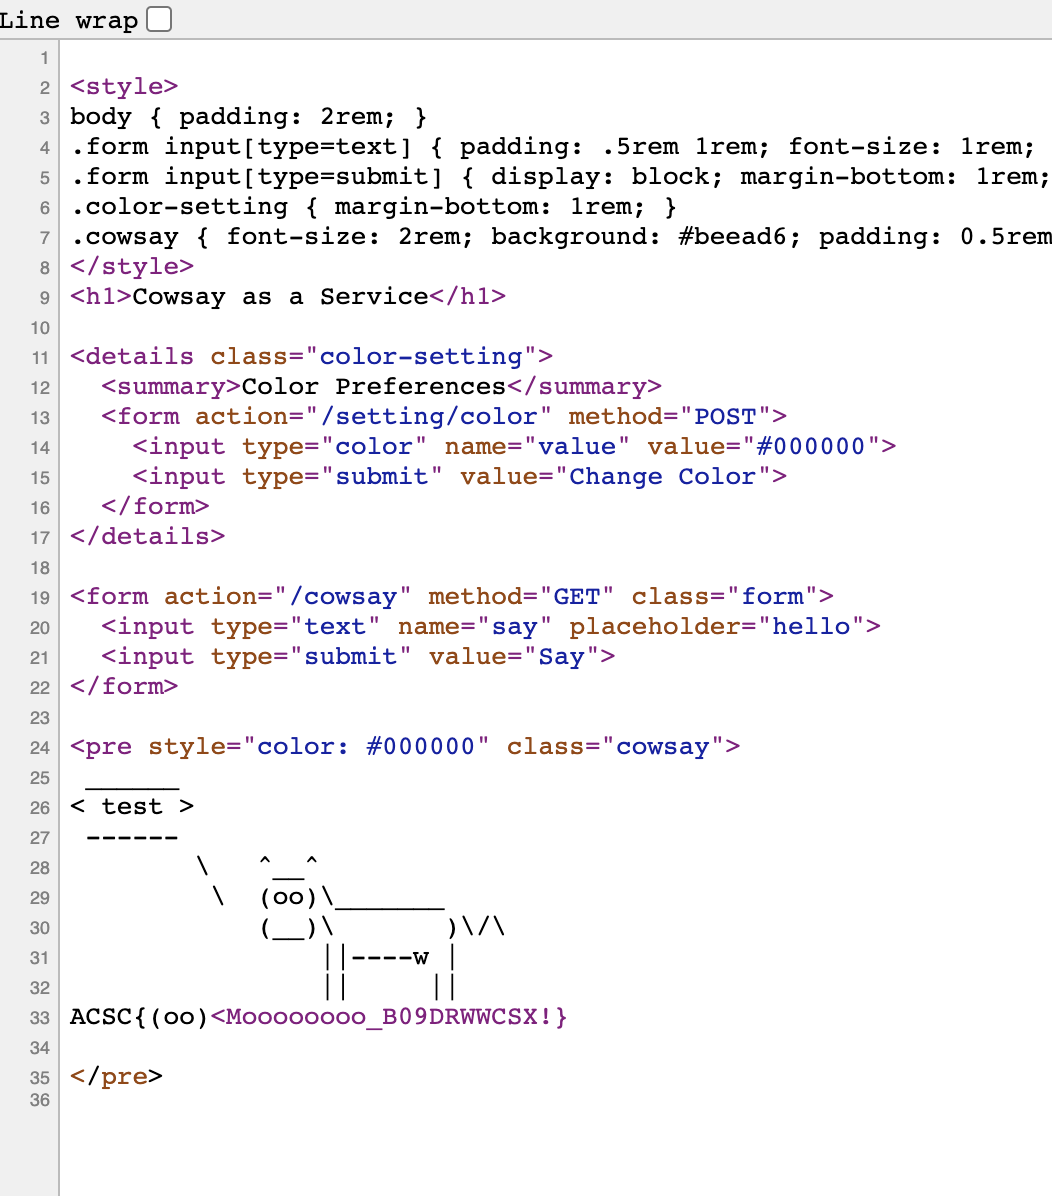 Line wrap
1
2 <style>
3 body { padding: 2rem; }
4 .form input[type=text] { padding: .5rem 1rem; font-size: 1rem;
5 .form input[type=submit] { display: block; margin-bottom: 1rem;
6 .color-setting { margin-bottom: 1rem; }
7 .cowsay { font-size: 2rem; background: #beead6; padding: 0.5rem
8 </style>
9 <h1>Cowsay as a Service</h1>
10
11 <details class="color-setting">
12   <summary>Color Preferences</summary>
13   <form action="/setting/color" method="POST">
14     <input type="color" name="value" value="#000000">
15     <input type="submit" value="Change Color">
16   </form>
17 </details>
18
19 <form action="/cowsay" method="GET" class="form">
20   <input type="text" name="say" placeholder="hello">
21   <input type="submit" value="Say">
22 </form>
23
24 <pre style="color: #000000" class="cowsay">
25  ______
26 < test >
27  ------
28         \   ^__^
29          \  (oo)\_______
30             (__)\       )\/\
31                 ||----w |
32                 ||     ||
33 ACSC{(oo)<Moooooooo_B09DRWWCSX!}
34
35 </pre>
36